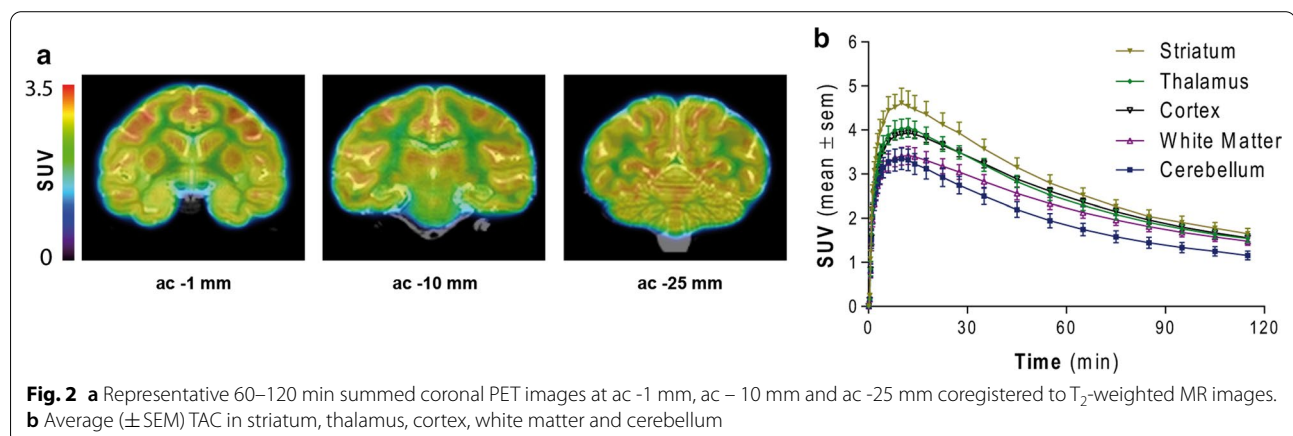 a
3.5
SUV
0
ac -1 mm
ac -10 mm
ac -25 mm
b
6
5
4
3
2
1
0
SUV (mean ± sem)
Striatum
Thalamus
Cortex
White Matter
Cerebellum
0 30 60 90 120
Time (min)
Fig. 2 a Representative 60–120 min summed coronal PET images at ac -1 mm, ac – 10 mm and ac -25 mm coregistered to T2-weighted MR images.
b Average (± SEM) TAC in striatum, thalamus, cortex, white matter and cerebellum